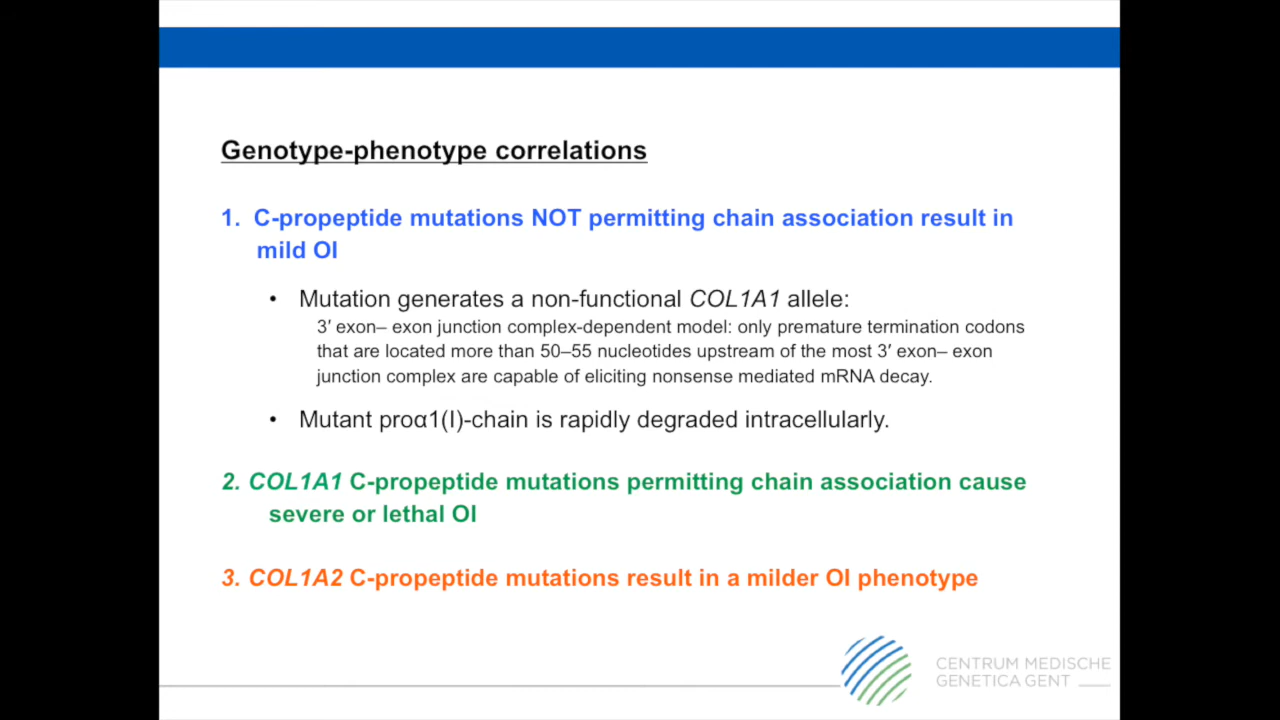 Genotype-phenotype correlations
1. C-propeptide mutations NOT permitting chain association result in
mild OI
• Mutation generates a non-functional COL1A1 allele:
3′ exon– exon junction complex-dependent model: only premature termination codons
that are located more than 50–55 nucleotides upstream of the most 3′ exon– exon
junction complex are capable of eliciting nonsense mediated mRNA decay.
• Mutant proα1(I)-chain is rapidly degraded intracellularly.
2. COL1A1 C-propeptide mutations permitting chain association cause
severe or lethal OI
3. COL1A2 C-propeptide mutations result in a milder OI phenotype
CENTRUM MEDISCHE
GENETICA GENT